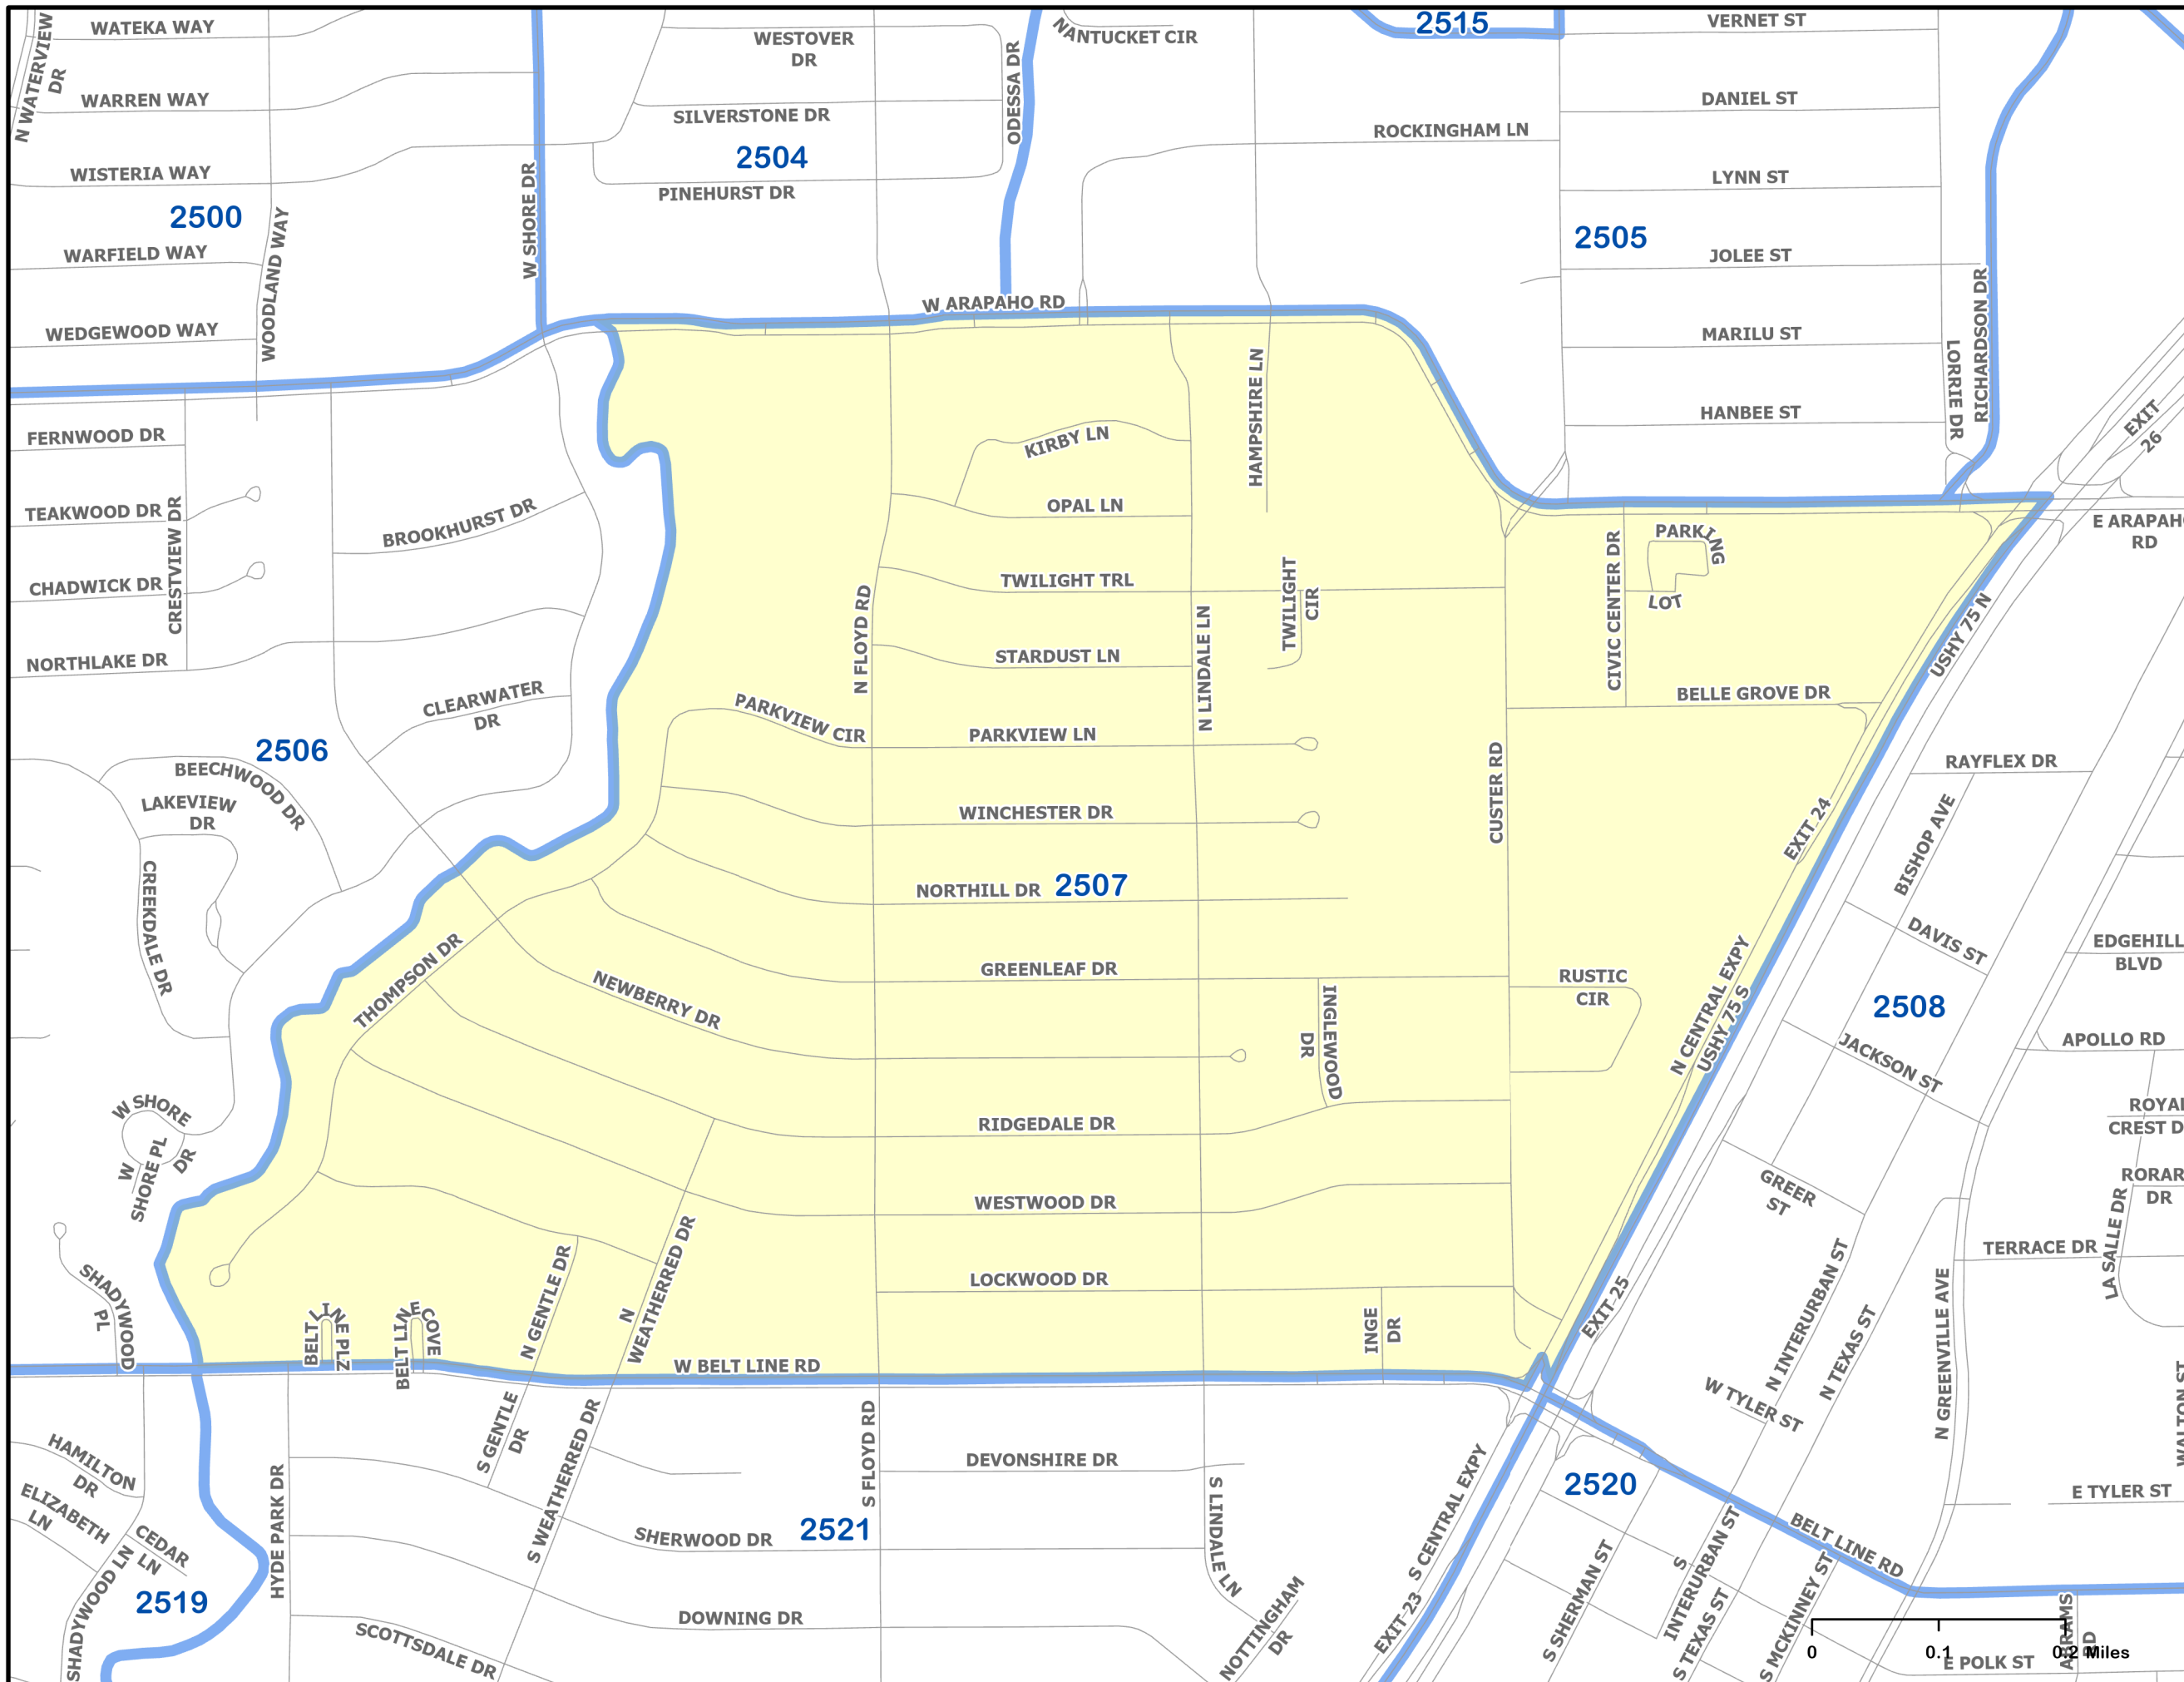 WATEKA WAY
N WATERVIEW
DR
WARREN WAY
WISTERIA WAY
2500
WARFIELD WAY
WOODLAND WAY
WEDGEWOOD WAY
W SHORE DR
WESTOVER
DR
SILVERSTONE DR
2504
PINEHURST DR
ODESSA DR
NANTUCKET CIR
2515
VERNET ST
DANIEL ST
ROCKINGHAM LN
LYNN ST
2505
JOLEE ST
MARILU ST
HANBEE ST
LORRIE DR
RICHARDSON DR
EXIT
26
E ARAPAHO
RD
W ARAPAHO RD
FERNWOOD DR
TEAKWOOD DR
CRESTVIEW DR
CHADWICK DR
NORTHLAKE DR
BROOKHURST DR
CLEARWATER
DR
2506
BEECHWOOD DR
LAKEVIEW
DR
CREEKDALE DR
W SHORE
DR
W
SHORE PL
SHADYWOOD
PL
KIRBY LN
HAMPSHIRE LN
OPAL LN
TWILIGHT TRL
TWILIGHT
CIR
N FLOYD RD
STARDUST LN
N LINDALE LN
PARKVIEW CIR
PARKVIEW LN
WINCHESTER DR
NORTHILL DR
2507
GREENLEAF DR
THOMPSON DR
NEWBERRY DR
INGLEWOOD
DR
RIDGEDALE DR
WESTWOOD DR
LOCKWOOD DR
INGE
DR
N GENTLE DR
N
WEATHERRED DR
BELT LINE PLZ
BELT LINE COVE
W BELT LINE RD
CUSTER RD
CIVIC CENTER DR
PARKING
LOT
BELLE GROVE DR
USHY 75 N
EXIT 24
RUSTIC
CIR
N CENTRAL EXPY
USHY 75 S
EXIT 25
RAYFLEX DR
BISHOP AVE
DAVIS ST
2508
JACKSON ST
GREER
ST
EDGEHILL
BLVD
APOLLO RD
ROYAL
CREST D
RORAR
DR
LA SALLE DR
TERRACE DR
N INTERURBAN ST
N TEXAS ST
N GREENVILLE AVE
W TYLER ST
WALTON ST
E TYLER ST
2520
BELT LINE RD
HAMILTON
DR
ELIZABETH
LN
CEDAR
LN
SHADYWOOD LN
2519
HYDE PARK DR
S GENTLE
DR
S WEATHERRED DR
S FLOYD RD
DEVONSHIRE DR
SHERWOOD DR
2521
S LINDALE LN
DOWNING DR
SCOTTSDALE DR
NOTTINGHAM
DR
EXIT 23
S CENTRAL EXPY
S SHERMAN ST
S
INTERURBAN ST
S TEXAS ST
S MCKINNEY ST
ABRAMS
RD
E POLK ST
0
0.1
0.2 Miles